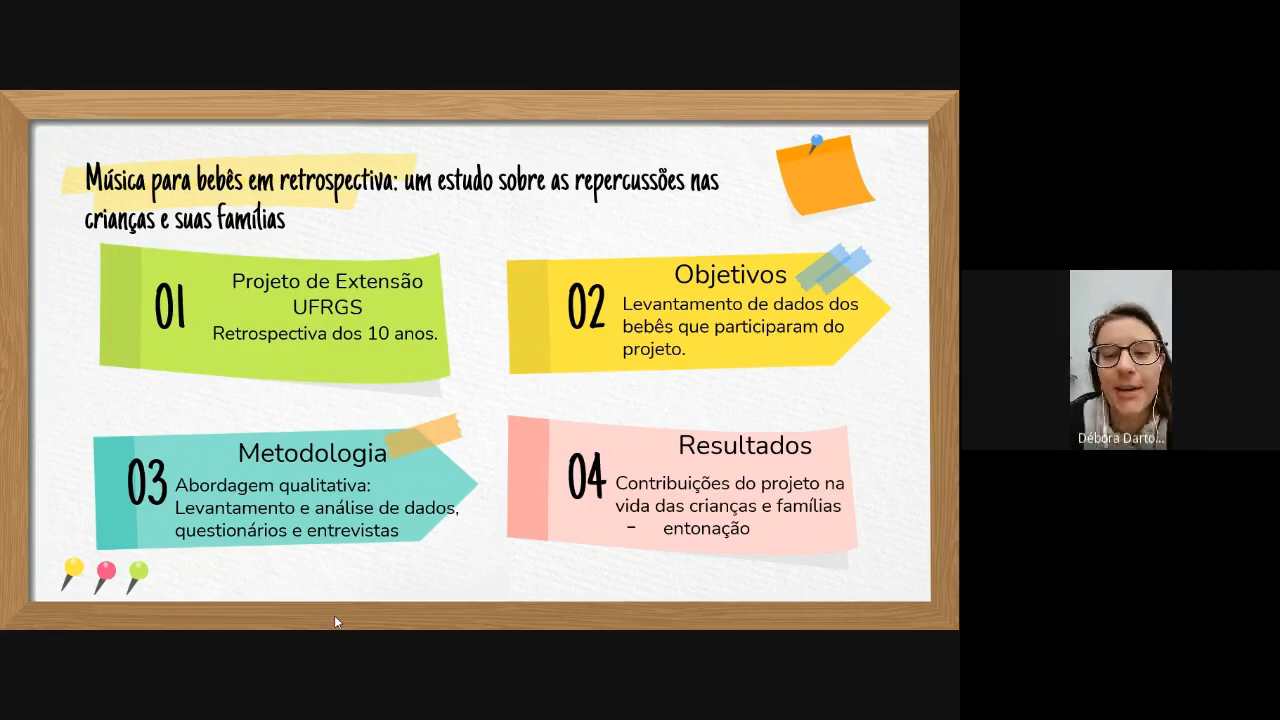 Música para bebês em retrospectiva: um estudo sobre as repercussões nas
crianças e suas famílias
01
Projeto de Extensão
UFRGS
Retrospectiva dos 10 anos.
02
Objetivos
Levantamento de dados dos
bebês que participaram do
projeto.
03
Metodologia
Abordagem qualitativa:
Levantamento e análise de dados,
questionários e entrevistas
04
Resultados
Contribuições do projeto na
vida das crianças e famílias
- entonação
Débora Darto...